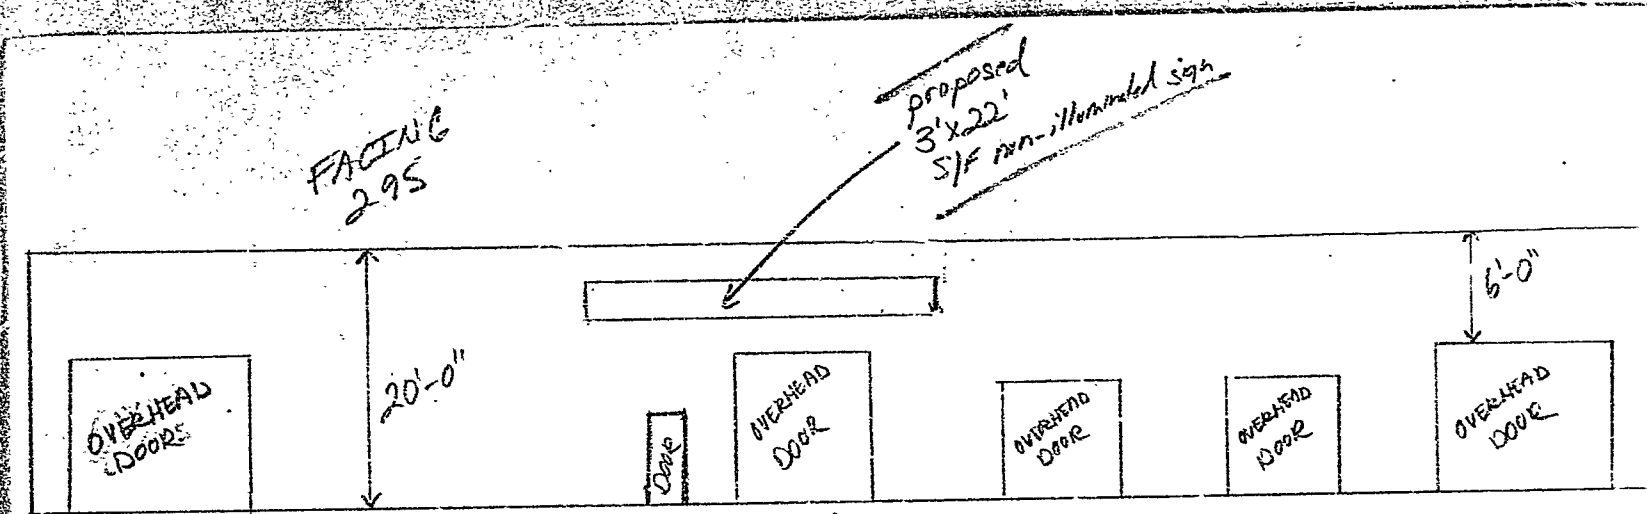 FACING
295
proposed
3'x22'
S/F non-illuminated sign
6'-0"
20'-0"
OVERHEAD
DOOR
DOOR
OVERHEAD
DOOR
OVERHEAD
DOOR
OVERHEAD
DOOR
OVERHEAD
DOOR